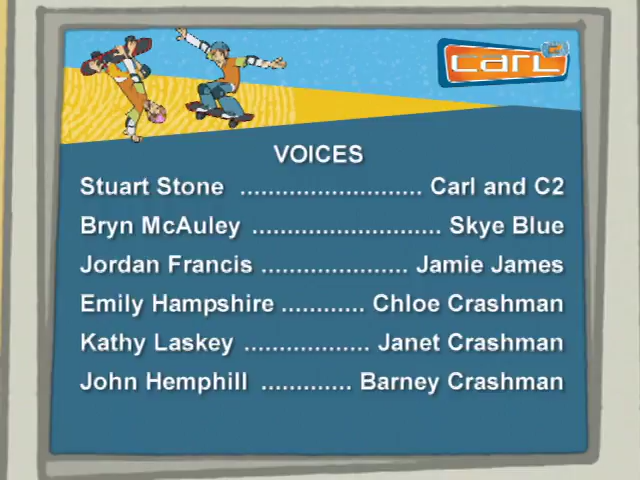 carl
VOICES
Stuart Stone .......................... Carl and C2
Bryn McAuley ........................... Skye Blue
Jordan Francis ..................... Jamie James
Emily Hampshire ............ Chloe Crashman
Kathy Laskey .................. Janet Crashman
John Hemphill ............. Barney Crashman